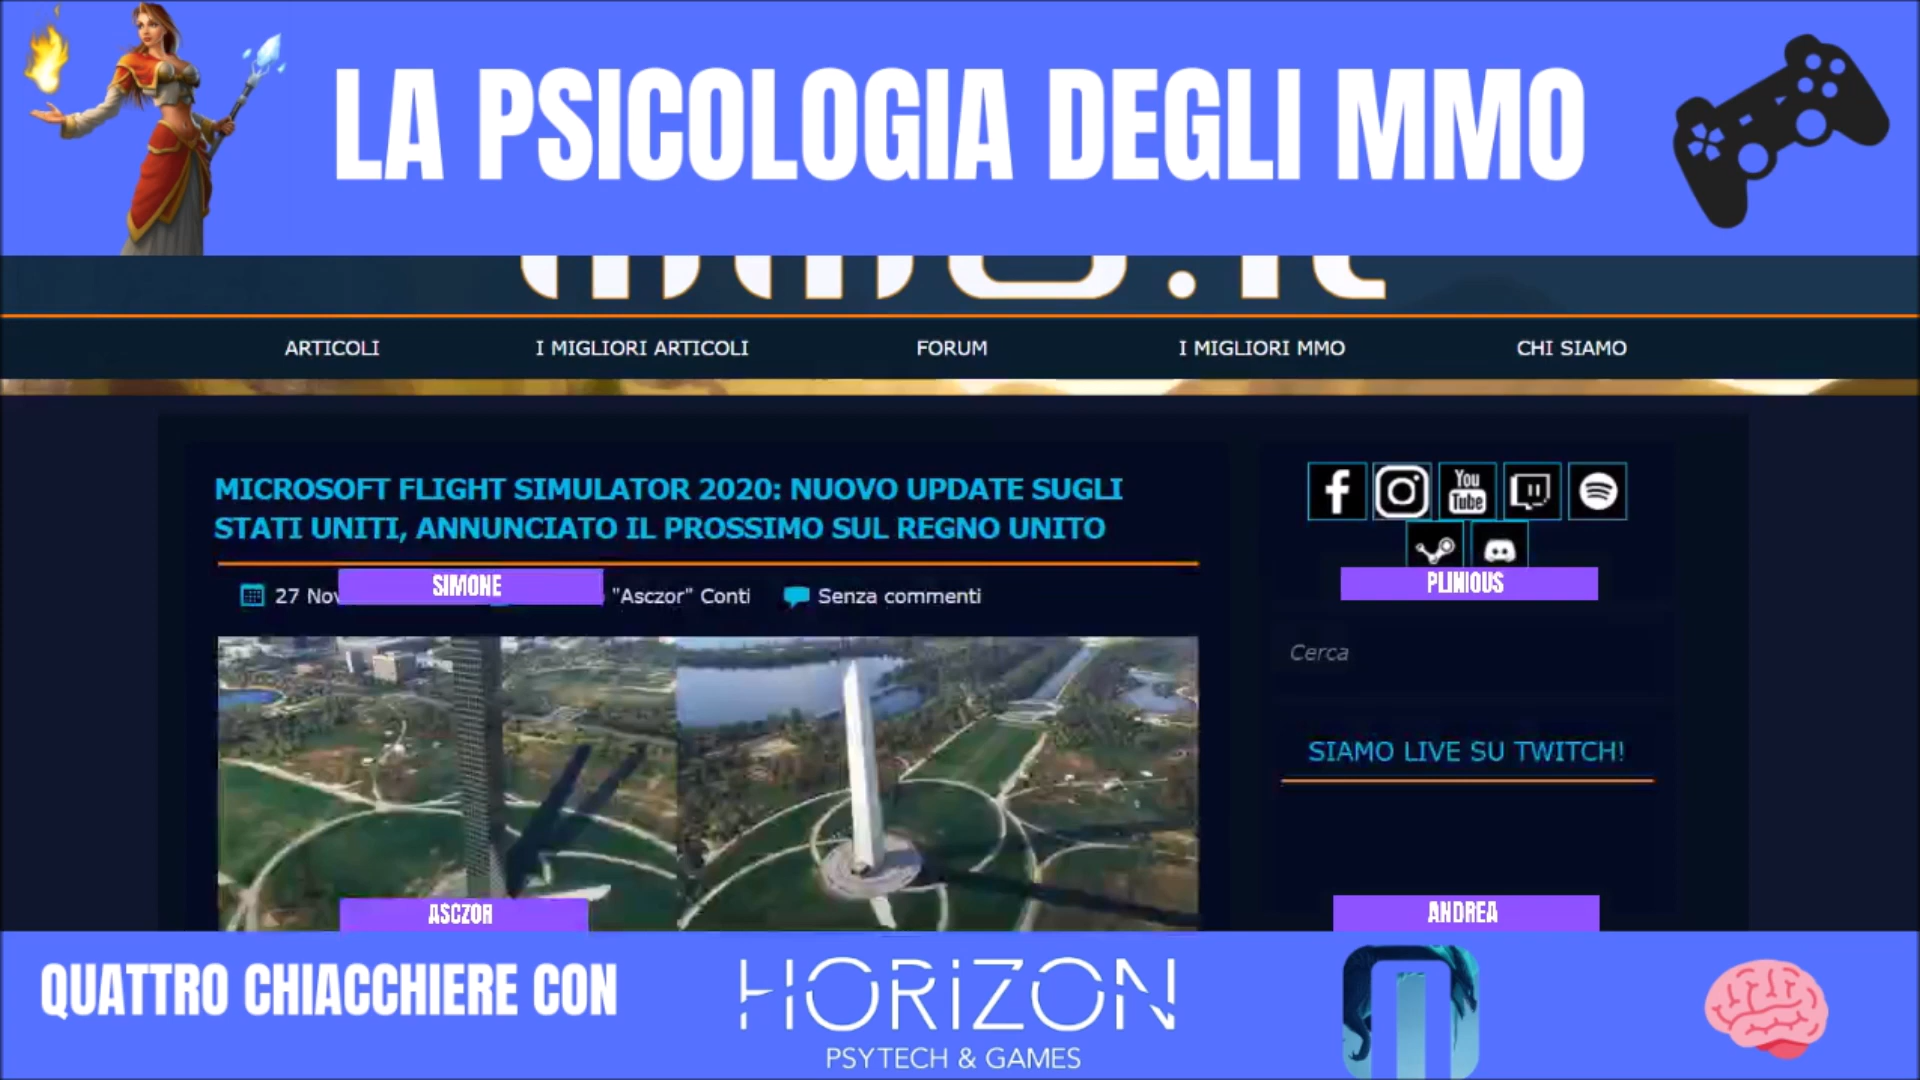 LA PSICOLOGIA DEGLI MMO
mmo.it
ARTICOLI
I MIGLIORI ARTICOLI
FORUM
I MIGLIORI MMO
CHI SIAMO
MICROSOFT FLIGHT SIMULATOR 2020: NUOVO UPDATE SUGLI
STATI UNITI, ANNUNCIATO IL PROSSIMO SUL REGNO UNITO
27 Nov
SIMONE
"Asczor" Conti
Senza commenti
You
Tube
PLINIOUS
Cerca
SIAMO LIVE SU TWITCH!
ASCZOR
ANDREA
QUATTRO CHIACCHIERE CON
HORiZON
PSYTECH & GAMES